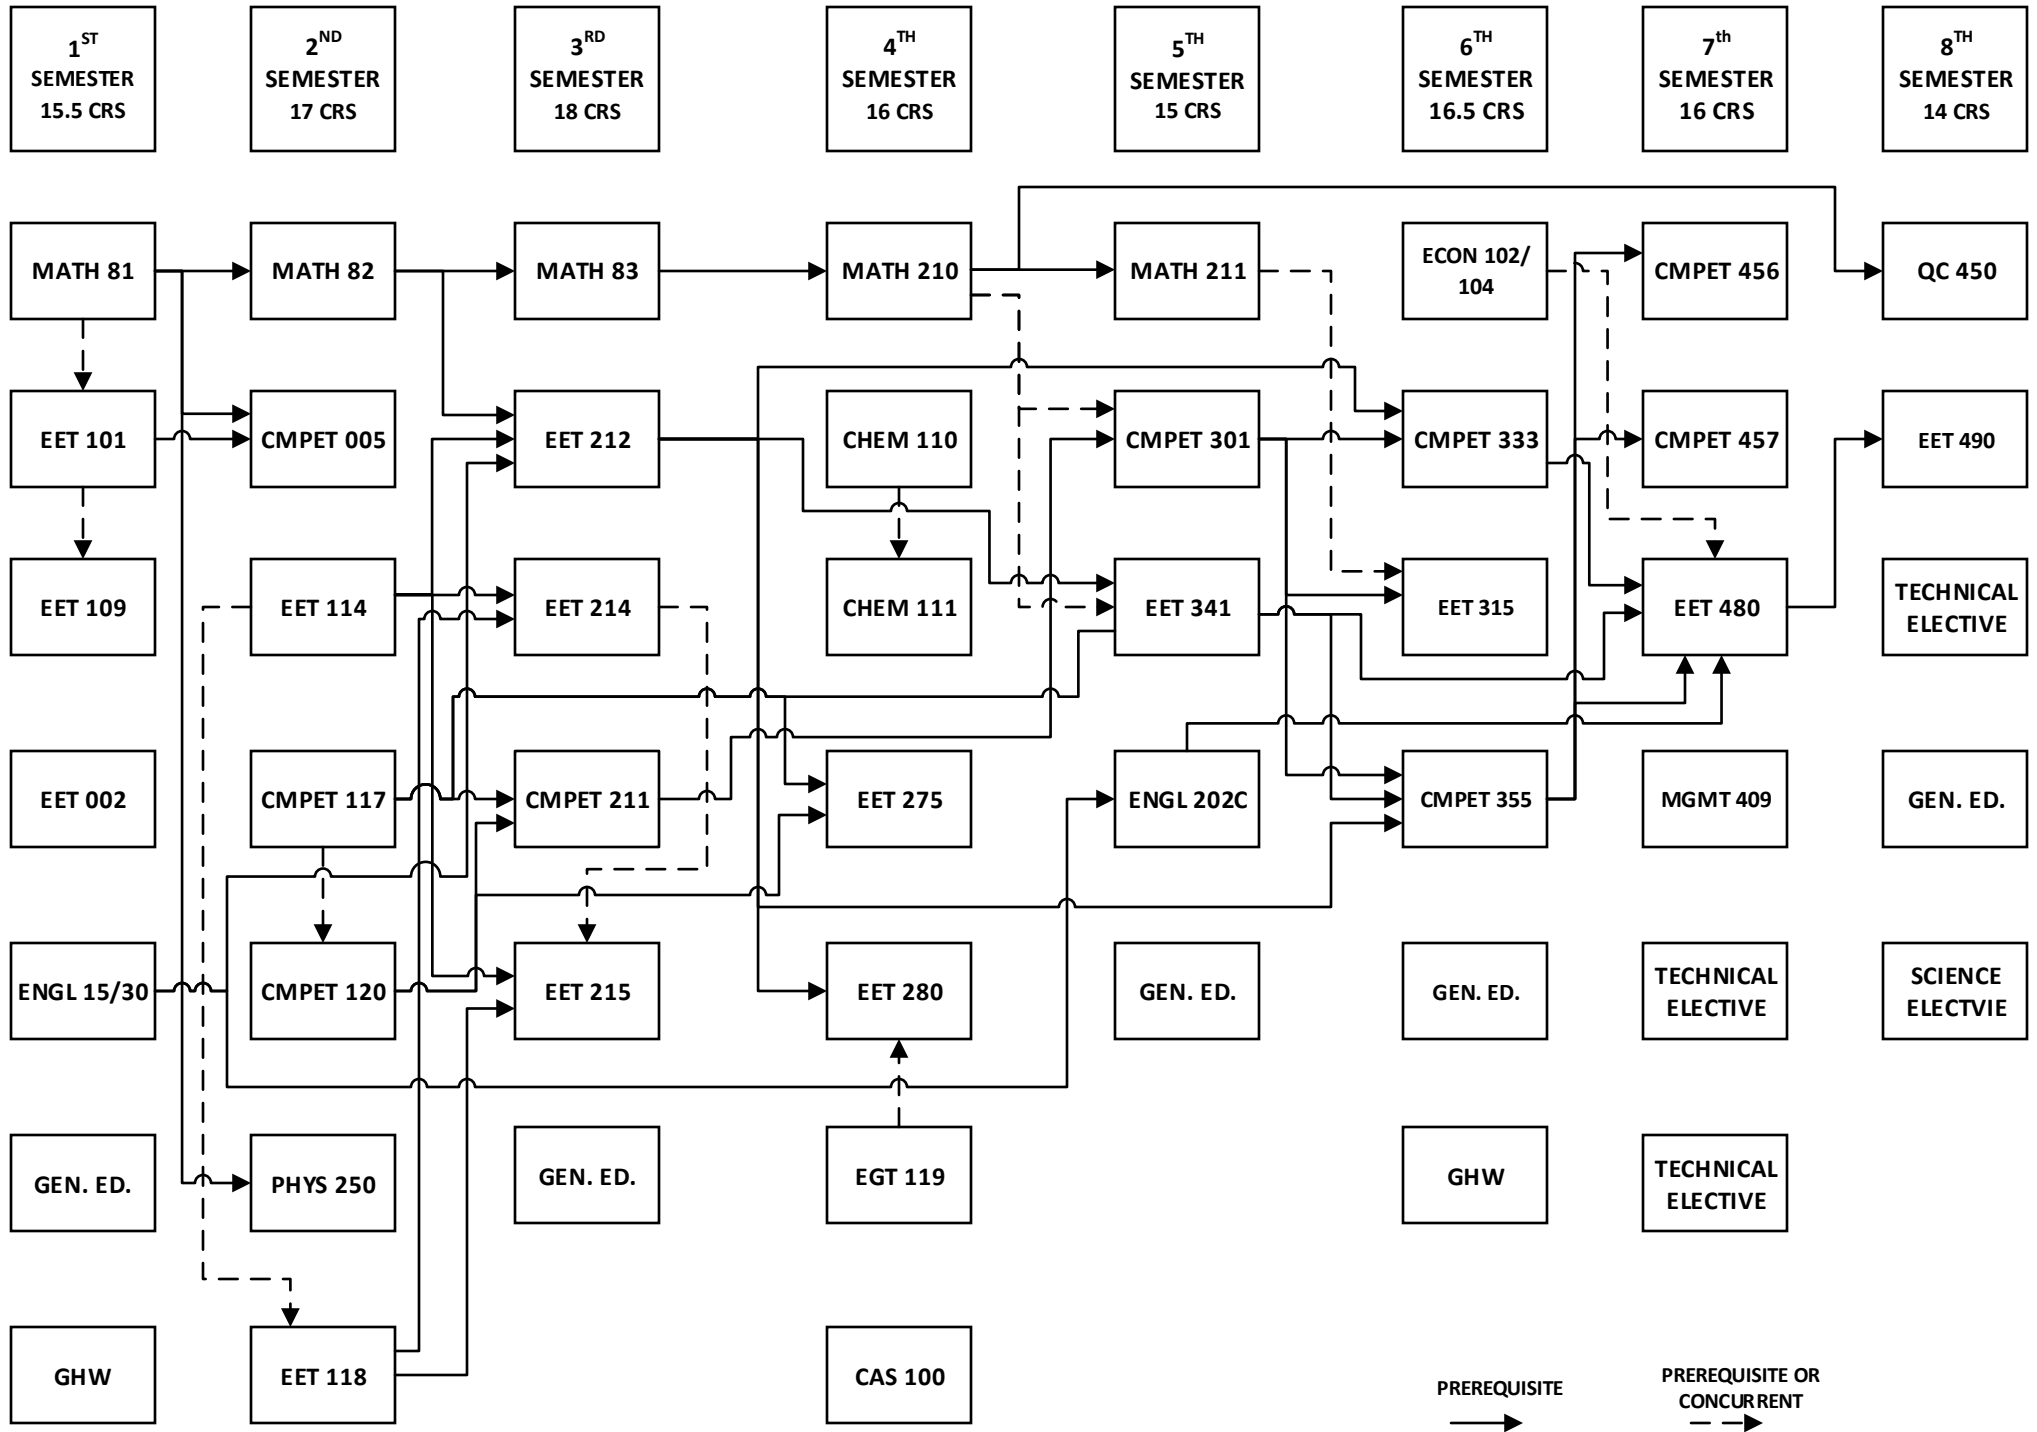 1ST
SEMESTER
15.5 CRS
2ND
SEMESTER
17 CRS
3RD
SEMESTER
18 CRS
4TH
SEMESTER
16 CRS
5TH
SEMESTER
15 CRS
6TH
SEMESTER
16.5 CRS
7th
SEMESTER
16 CRS
8TH
SEMESTER
14 CRS
MATH 81
MATH 82
MATH 83
MATH 210
MATH 211
ECON 102/
104
CMPET 456
QC 450
EET 101
CMPET 005
EET 212
CHEM 110
CMPET 301
CMPET 333
CMPET 457
EET 490
EET 109
EET 114
EET 214
CHEM 111
EET 341
EET 315
EET 480
TECHNICAL
ELECTIVE
EET 002
CMPET 117
CMPET 211
EET 275
ENGL 202C
CMPET 355
MGMT 409
GEN. ED.
ENGL 15/30
CMPET 120
EET 215
EET 280
GEN. ED.
GEN. ED.
TECHNICAL
ELECTIVE
SCIENCE
ELECTVIE
GEN. ED.
PHYS 250
GEN. ED.
EGT 119
GHW
TECHNICAL
ELECTIVE
GHW
EET 118
CAS 100
PREREQUISITE
PREREQUISITE OR
CONCURRENT